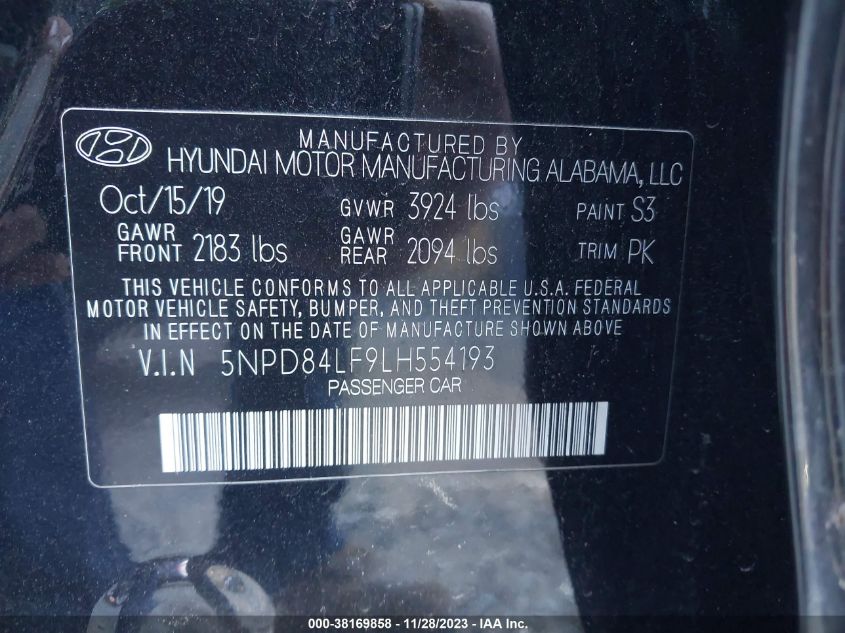 MANUFACTURED BY
HYUNDAI MOTOR MANUFACTURING ALABAMA, LLC
Oct/15/19 GVWR 3924 lbs PAINT S3
GAWR FRONT 2183 lbs GAWR REAR 2094 lbs TRIM PK
THIS VEHICLE CONFORMS TO ALL APPLICABLE U.S.A. FEDERAL
MOTOR VEHICLE SAFETY, BUMPER, AND THEFT PREVENTION STANDARDS
IN EFFECT ON THE DATE OF MANUFACTURE SHOWN ABOVE
V.I.N 5NPD84LF9LH554193
PASSENGER CAR
000-38169858 - 11/28/2023 - IAA Inc.